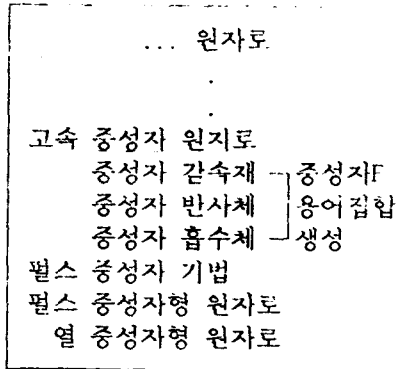 ... 원자로
.
.
고속 중성자 원지로
중성자 감속재 중성자F
중성자 반사체 용어집합
중성자 흡수체 생성
펄스 중성자 기법
펄스 중성자형 원자로
열 중성자형 원자로